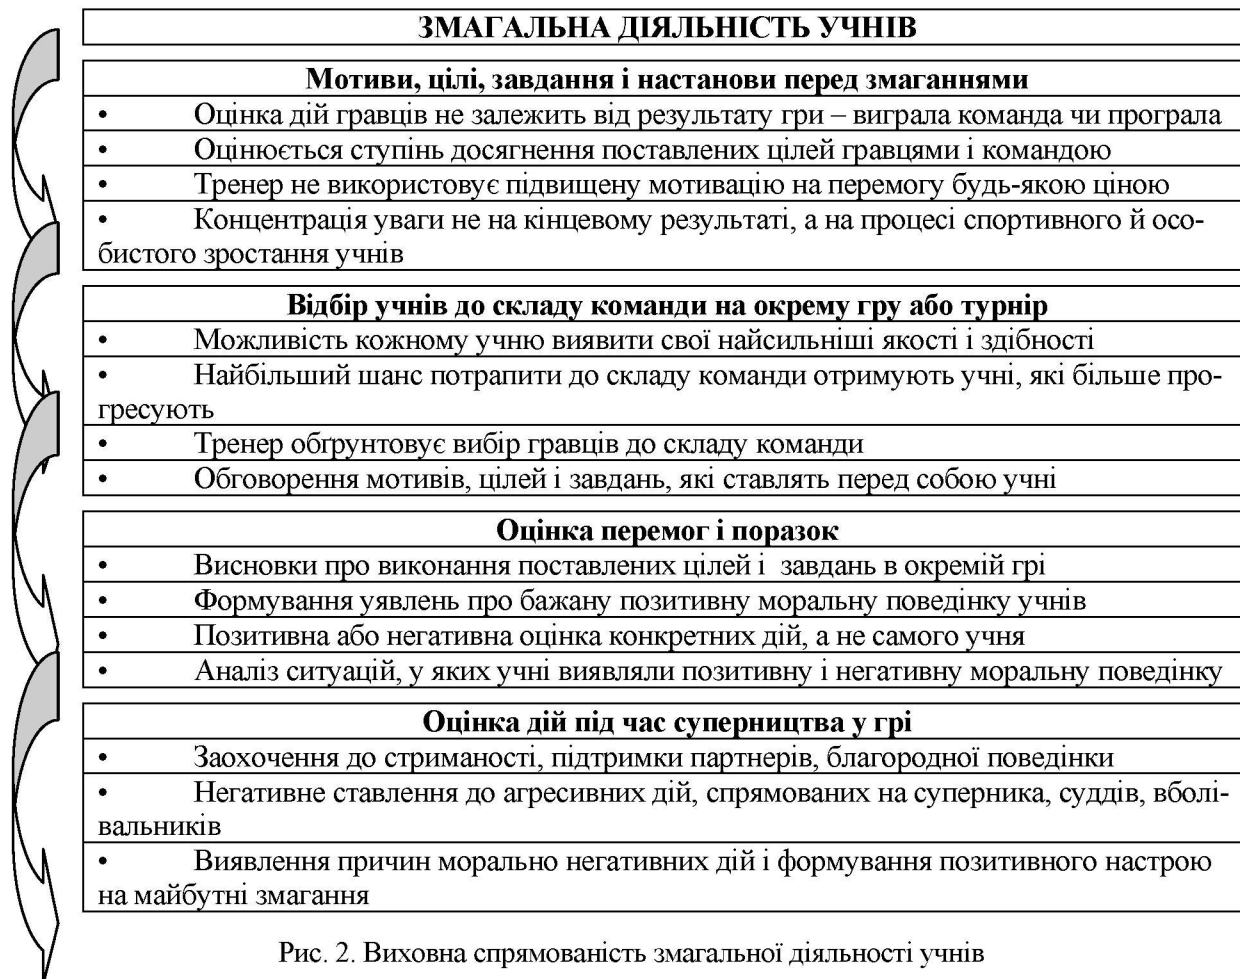 ЗМАГАЛЬНА ДІЯЛЬНІСТЬ УЧНІВ
Мотиви, цілі, завдання і настанови перед змаганнями
• Оцінка дій гравців не залежить від результату гри – виграла команда чи програла
• Оцінюється ступінь досягнення поставлених цілей гравцями і командою
• Тренер не використовує підвищену мотивацію на перемогу будь-якою ціною
• Концентрація уваги не на кінцевому результаті, а на процесі спортивного й осо-
бистого зростання учнів
Відбір учнів до складу команди на окрему гру або турнір
• Можливість кожному учню виявити свої найсильніші якості і здібності
• Найбільший шанс потрапити до складу команди отримують учні, які більше про-
гресують
• Тренер обґрунтовує вибір гравців до складу команди
• Обговорення мотивів, цілей і завдань, які ставлять перед собою учні
Оцінка перемог і поразок
• Висновки про виконання поставлених цілей і завдань в окремій грі
• Формування уявлень про бажану позитивну моральну поведінку учнів
• Позитивна або негативна оцінка конкретних дій, а не самого учня
• Аналіз ситуацій, у яких учні виявляли позитивну і негативну моральну поведінку
Оцінка дій під час суперництва у грі
• Заохочення до стриманості, підтримки партнерів, благородної поведінки
• Негативне ставлення до агресивних дій, спрямованих на суперника, суддів, вболі-
вальників
• Виявлення причин морально негативних дій і формування позитивного настрою
на майбутні змагання
Рис. 2. Виховна спрямованість змагальної діяльності учнів